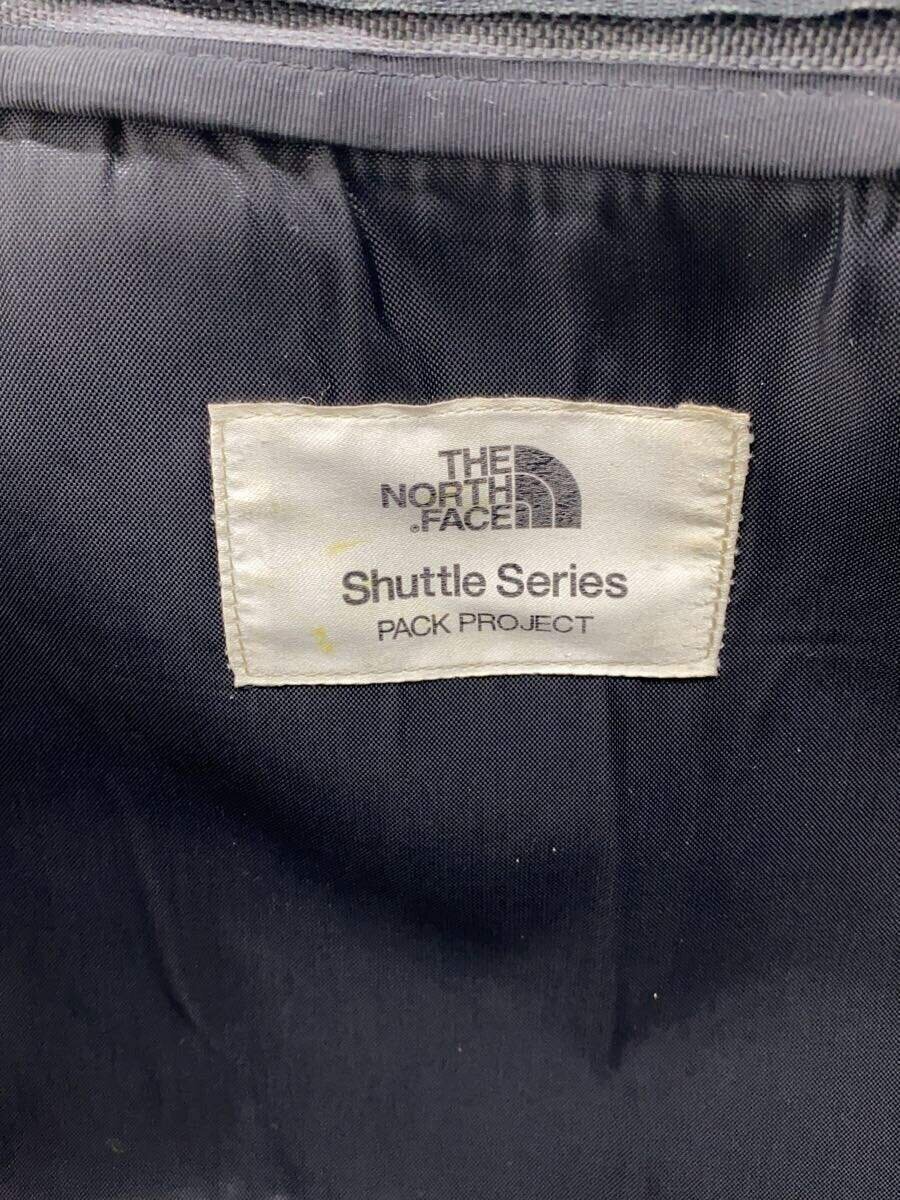 THE
NORTH
FACE
Shuttle Series
PACK PROJECT